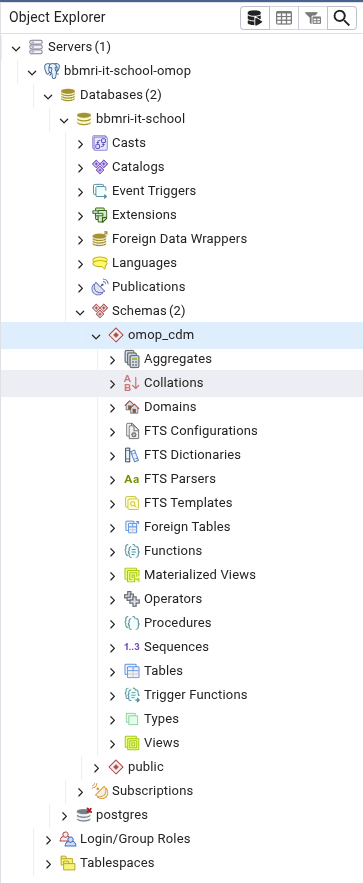 Object Explorer
Servers (1)
bbmri-it-school-omop
Databases (2)
bbmri-it-school
Casts
Catalogs
Event Triggers
Extensions
Foreign Data Wrappers
Languages
Publications
Schemas (2)
omop_cdm
Aggregates
Collations
Domains
FTS Configurations
FTS Dictionaries
Aa FTS Parsers
FTS Templates
Foreign Tables
Functions
Materialized Views
Operators
Procedures
1..3 Sequences
Tables
Trigger Functions
Types
Views
public
Subscriptions
postgres
Login/Group Roles
Tablespaces